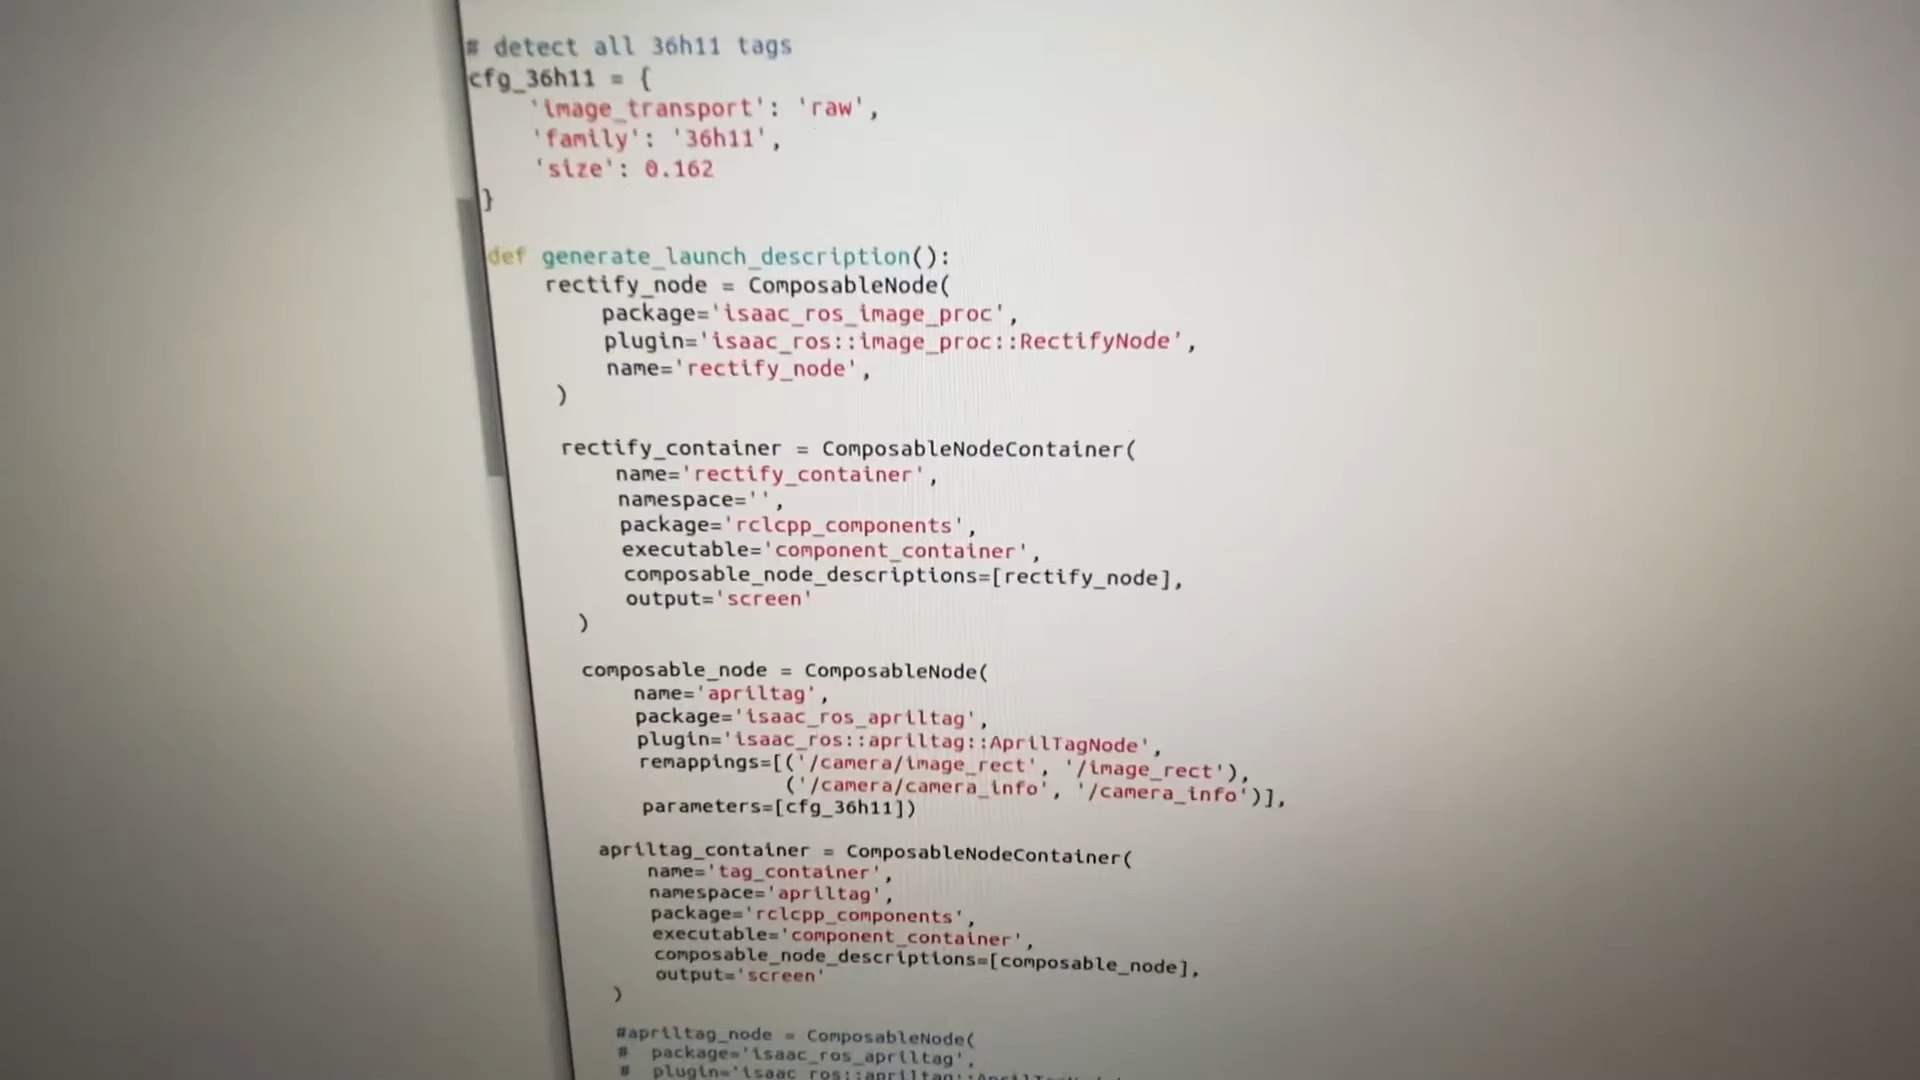 # detect all 36h11 tags
cfg_36h11 = {
    'image_transport': 'raw',
    'family': '36h11',
    'size': 0.162
}
def generate_launch_description():
    rectify_node = ComposableNode(
        package='isaac_ros_image_proc',
        plugin='isaac_ros::image_proc::RectifyNode',
        name='rectify_node',
    )
    rectify_container = ComposableNodeContainer(
        name='rectify_container',
        namespace='',
        package='rclcpp_components',
        executable='component_container',
        composable_node_descriptions=[rectify_node],
        output='screen'
    )
    composable_node = ComposableNode(
        name='apriltag',
        package='isaac_ros_apriltag',
        plugin='isaac_ros::apriltag::AprilTagNode',
        remappings=[('/camera/image_rect', '/image_rect'),
                    ('/camera/camera_info', '/camera_info')],
        parameters=[cfg_36h11])
    apriltag_container = ComposableNodeContainer(
        name='tag_container',
        namespace='apriltag',
        package='rclcpp_components',
        executable='component_container',
        composable_node_descriptions=[composable_node],
        output='screen'
    )
    #apriltag_node = ComposableNode(
    #  package='isaac_ros_apriltag',
    #  plugin='isaac_ros::apriltag::